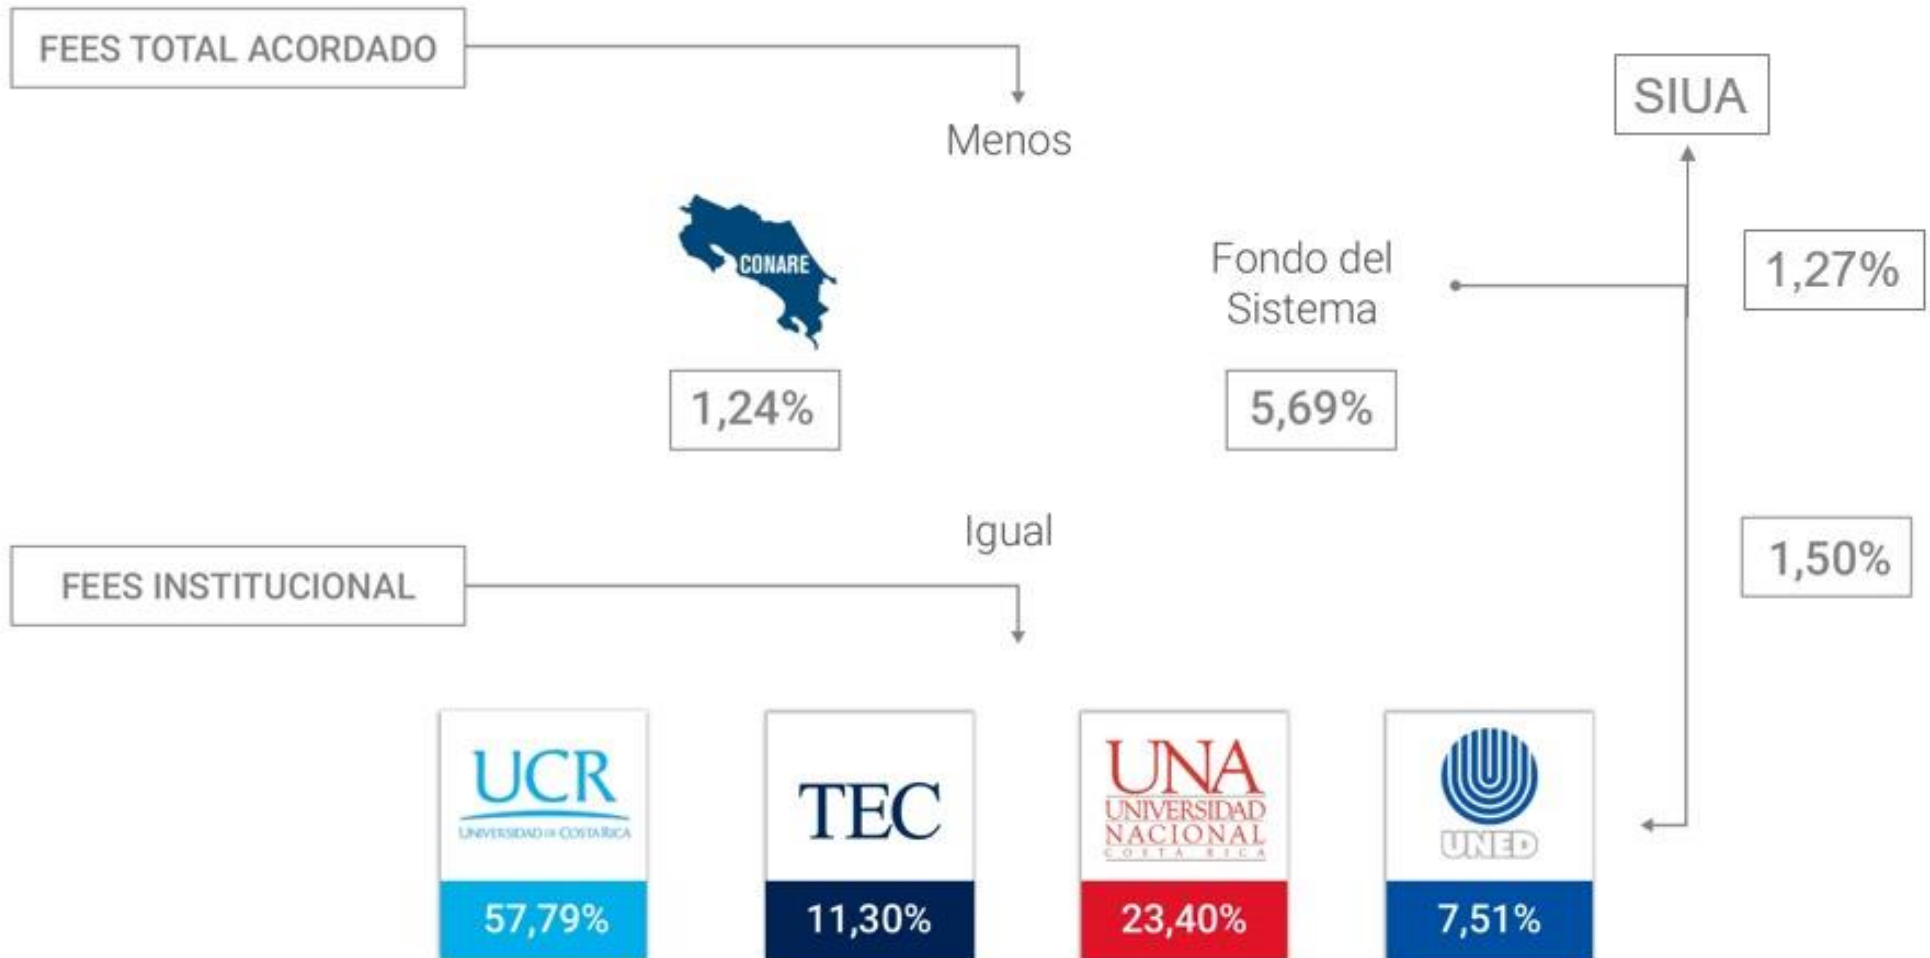 FEES TOTAL ACORDADO
Menos
SIUA
CONARE
Fondo del
Sistema
1,27%
1,24%
5,69%
Igual
1,50%
FEES INSTITUCIONAL
UCR
UNIVERSIDAD DE COSTA RICA
TEC
UNA
UNIVERSIDAD
NACIONAL
COSTA RICA
UNED
57,79%
11,30%
23,40%
7,51%